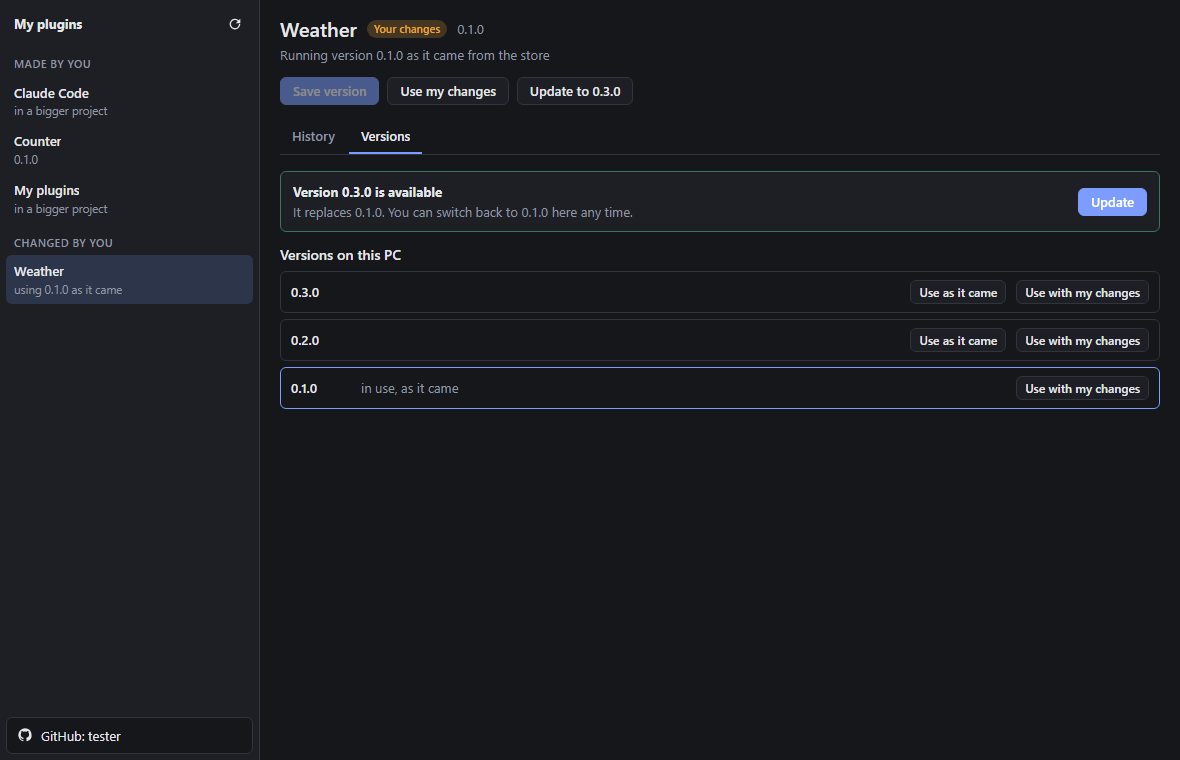 My plugins
MADE BY YOU
Claude Code
in a bigger project
Counter
0.1.0
My plugins
in a bigger project
CHANGED BY YOU
Weather
using 0.1.0 as it came
GitHub: tester
Weather Your changes 0.1.0
Running version 0.1.0 as it came from the store
Save version Use my changes Update to 0.3.0
History Versions
Version 0.3.0 is available
It replaces 0.1.0. You can switch back to 0.1.0 here any time.
Update
Versions on this PC
0.3.0 Use as it came Use with my changes
0.2.0 Use as it came Use with my changes
0.1.0 in use, as it came Use with my changes